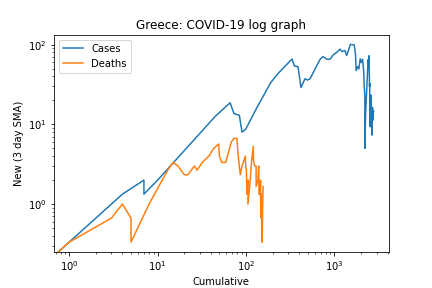 Greece: COVID-19 log graph
Cases
Deaths
New (3 day SMA)
10²
10¹
10⁰
10⁰ 10¹ 10² 10³
Cumulative